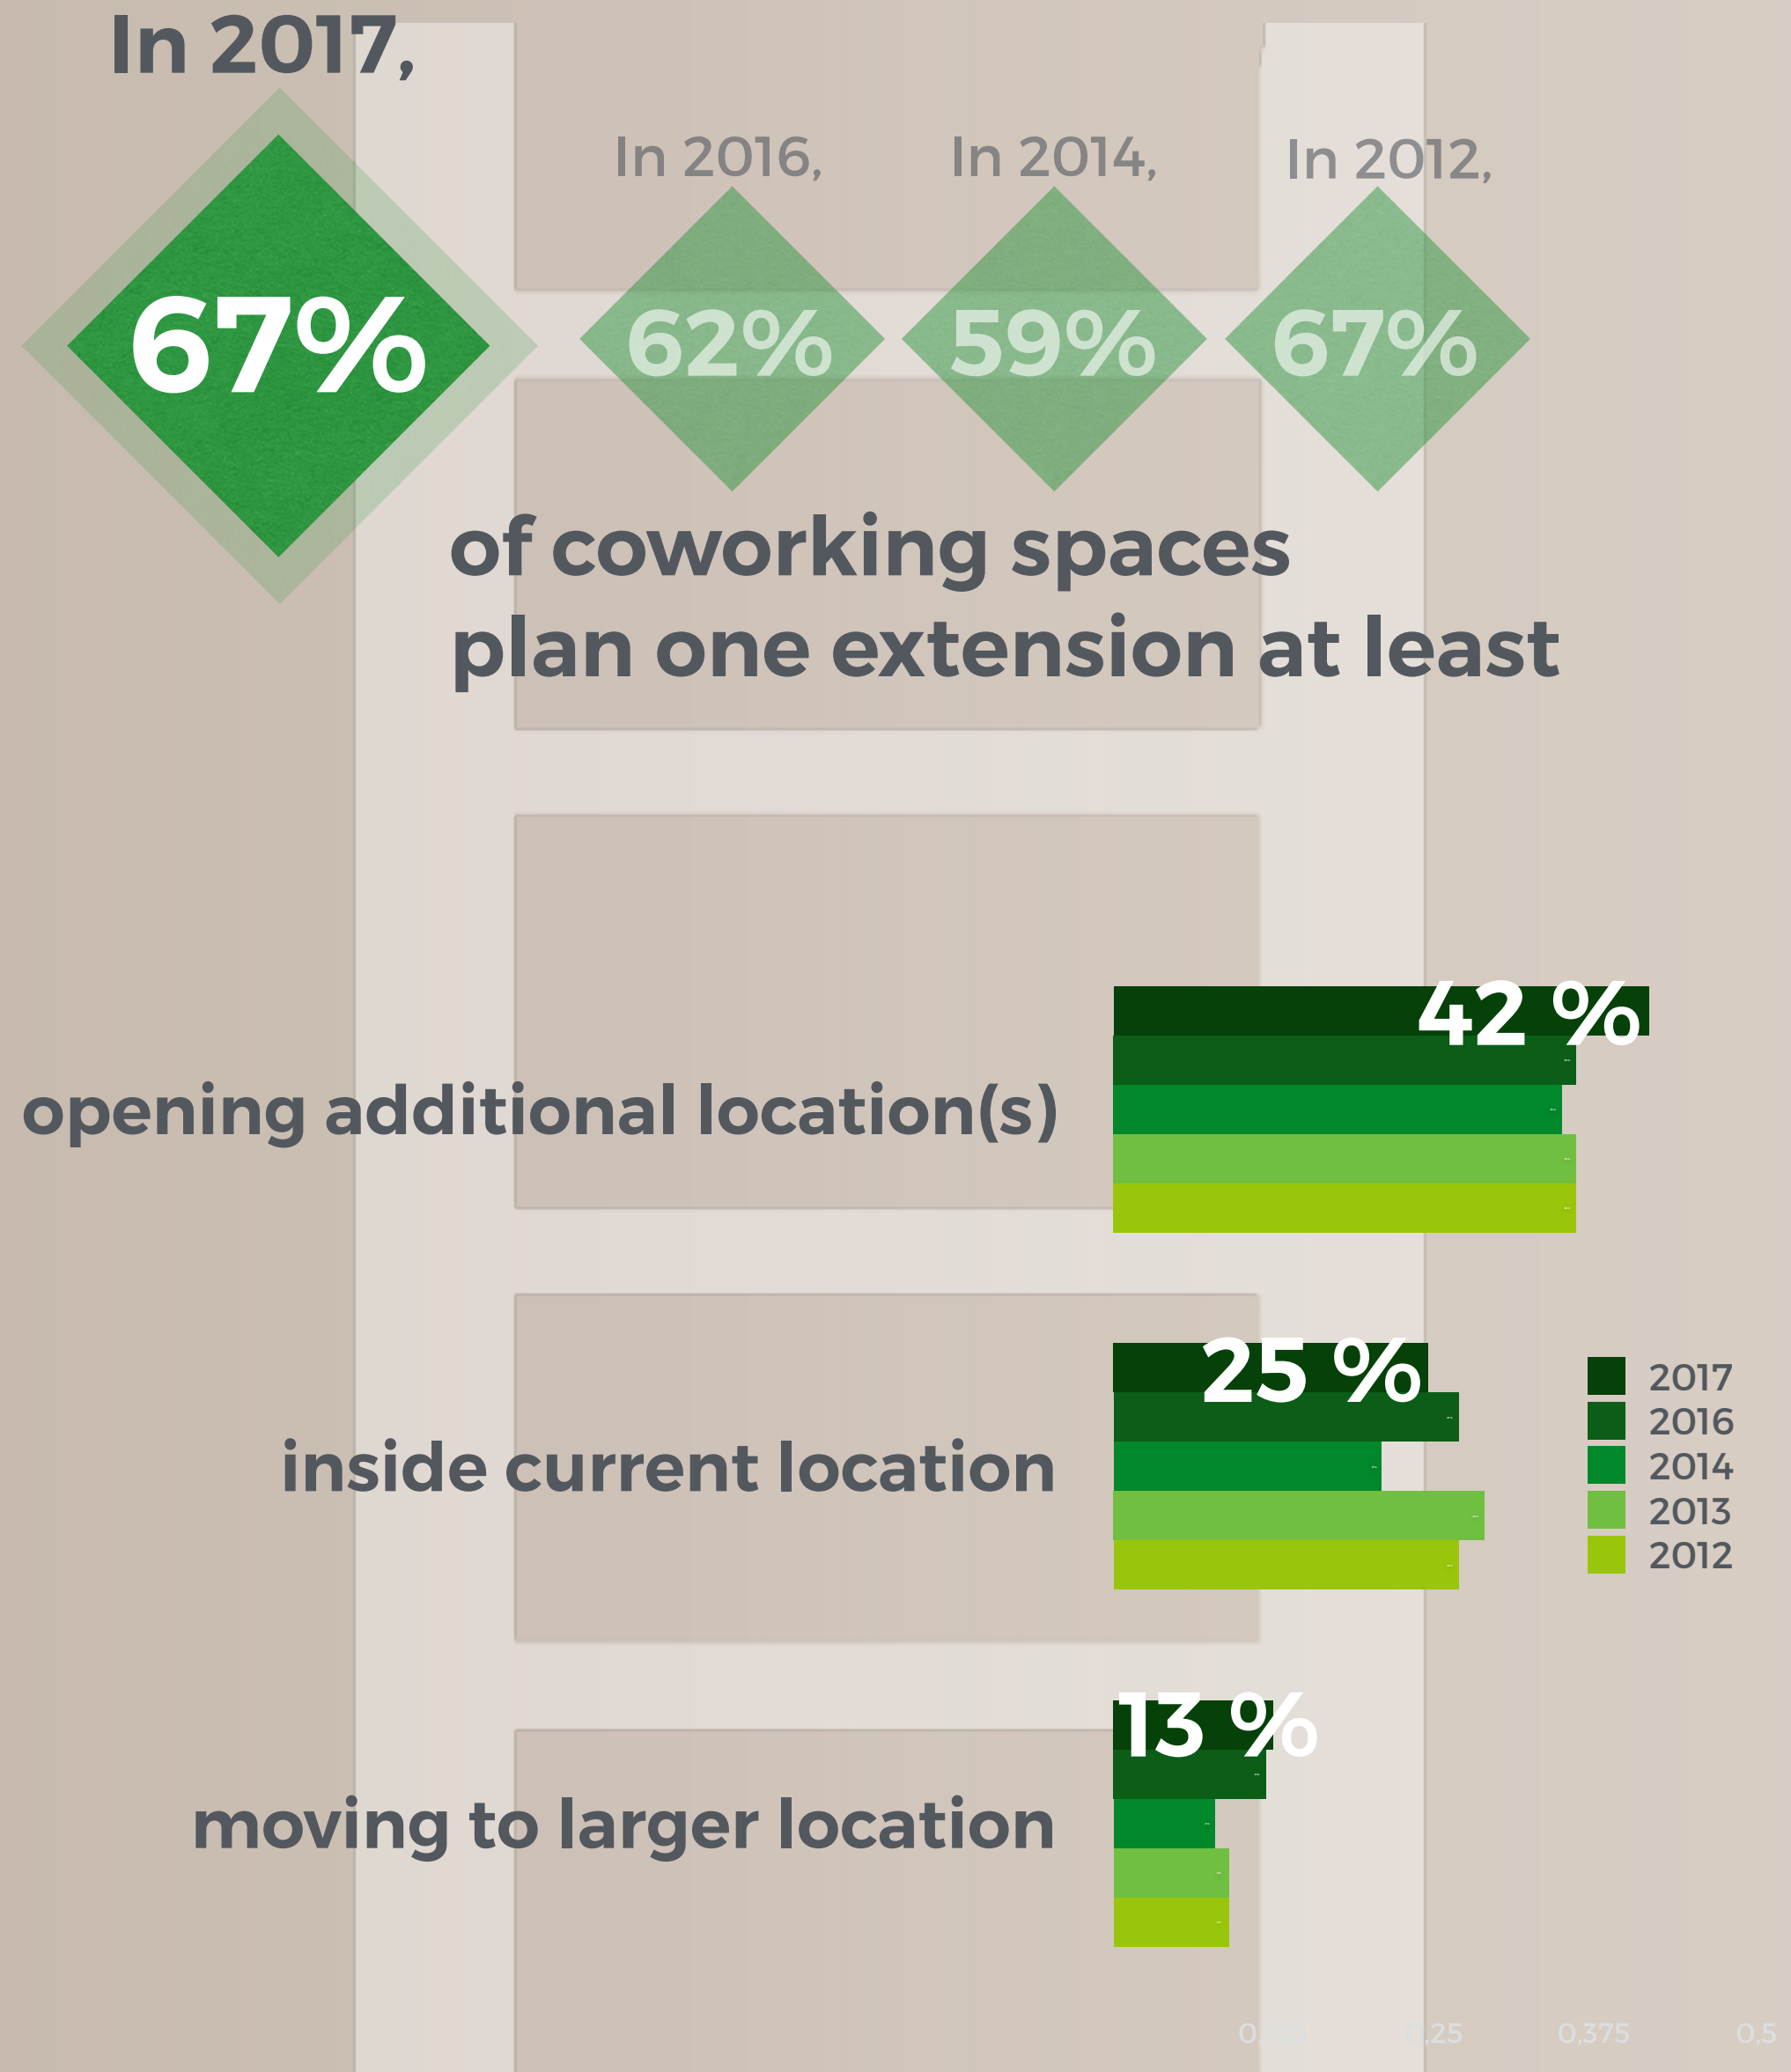 In 2017,
In 2016,
In 2014,
In 2012,
67%
62%
59%
67%
of coworking spaces
plan one extension at least
42 %
opening additional location(s)
25 %
inside current location
2017
2016
2014
2013
2012
13 %
moving to larger location
0,375
0,5